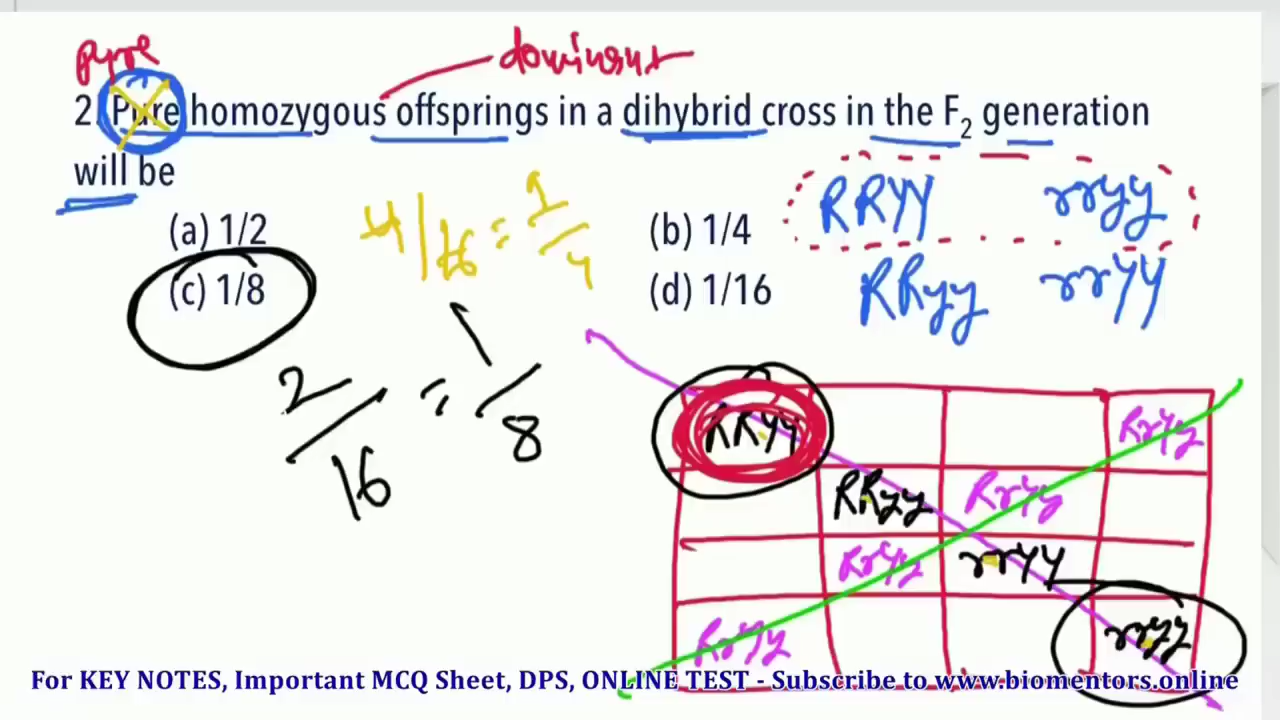 pure
dominant
2. Pure homozygous offsprings in a dihybrid cross in the F2 generation
will be
RRYY rryy
(a) 1/2 4/16 = 1/4 (b) 1/4
(c) 1/8 (d) 1/16 RRyy rrYY
2/16 = 1/8
RRYY RrYy
RRyy RrYy
RrYy rrYY
RrYy rryy
For KEY NOTES, Important MCQ Sheet, DPS, ONLINE TEST - Subscribe to www.biomentors.online